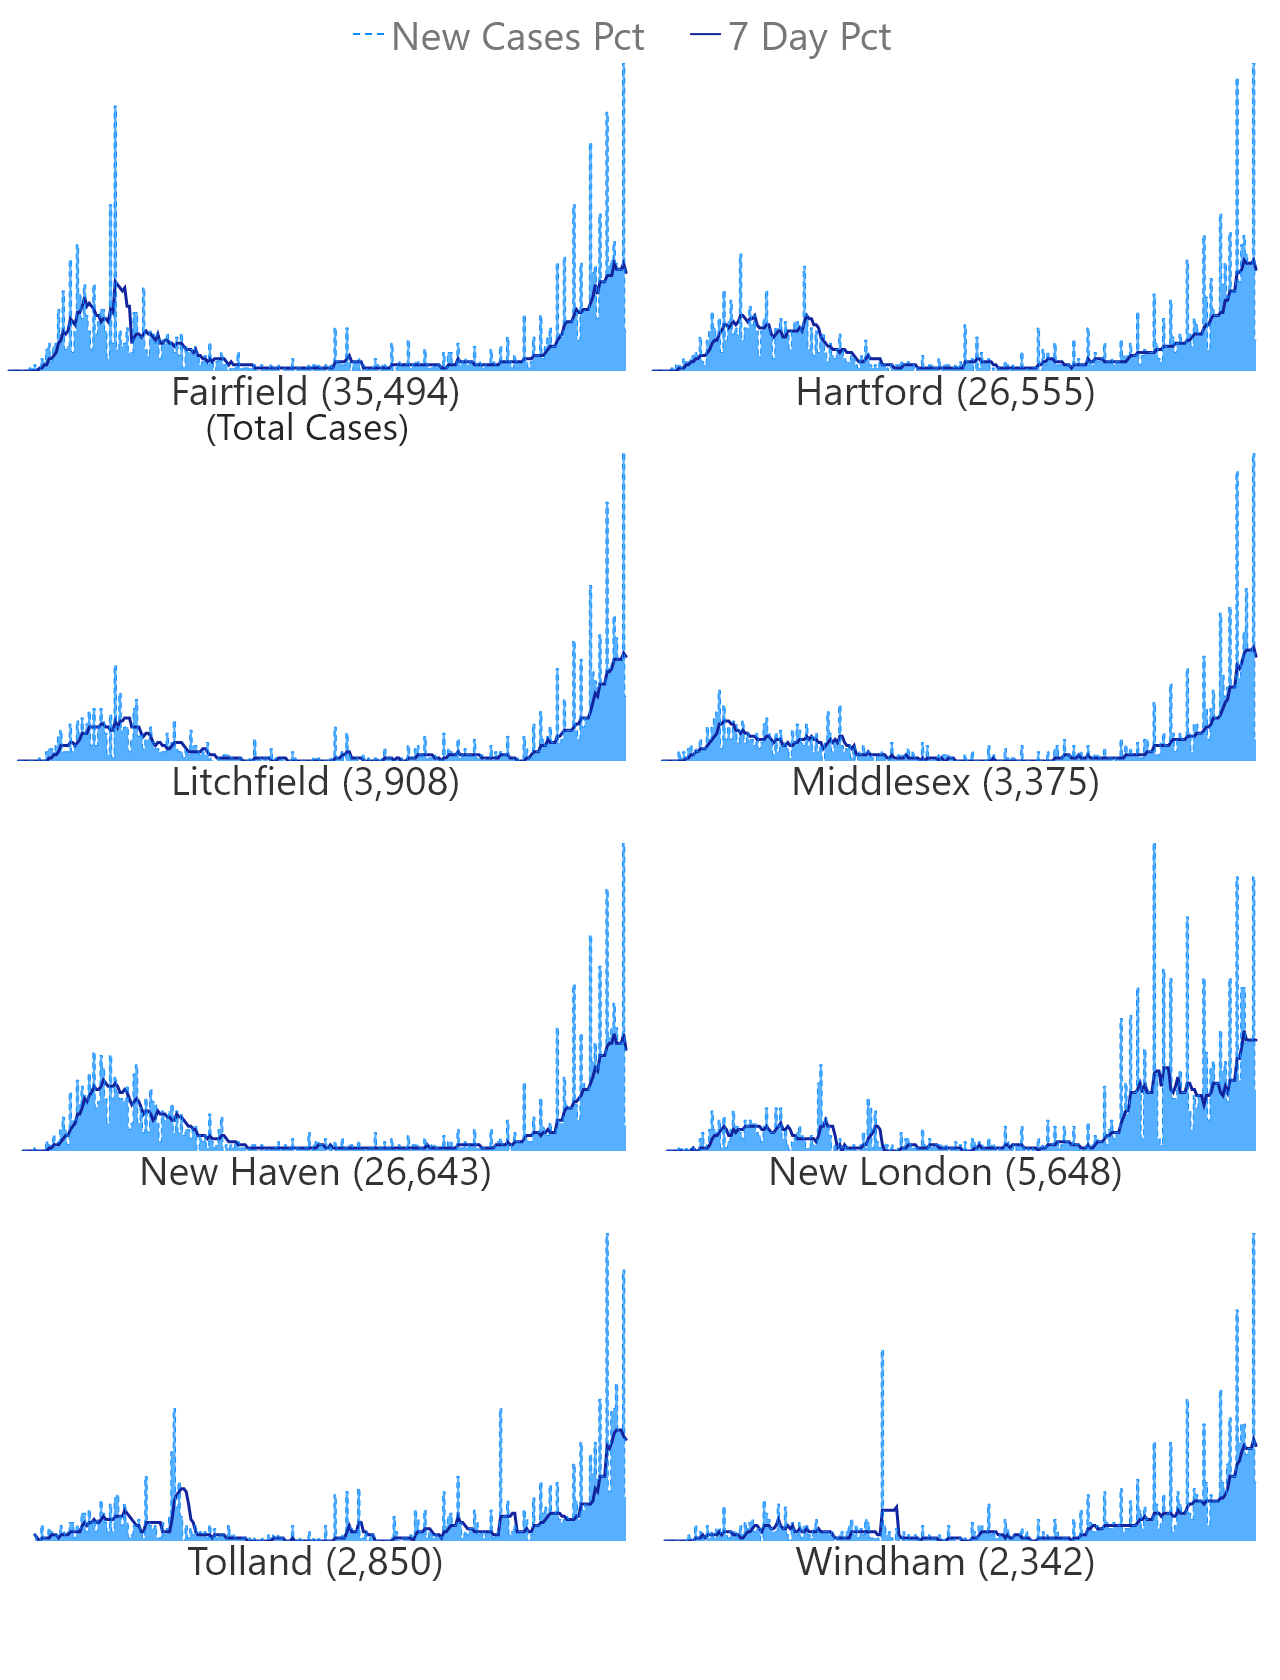 New Cases Pct 7 Day Pct
Fairfield (35,494)
(Total Cases)
Hartford (26,555)
Litchfield (3,908)
Middlesex (3,375)
New Haven (26,643)
New London (5,648)
Tolland (2,850)
Windham (2,342)